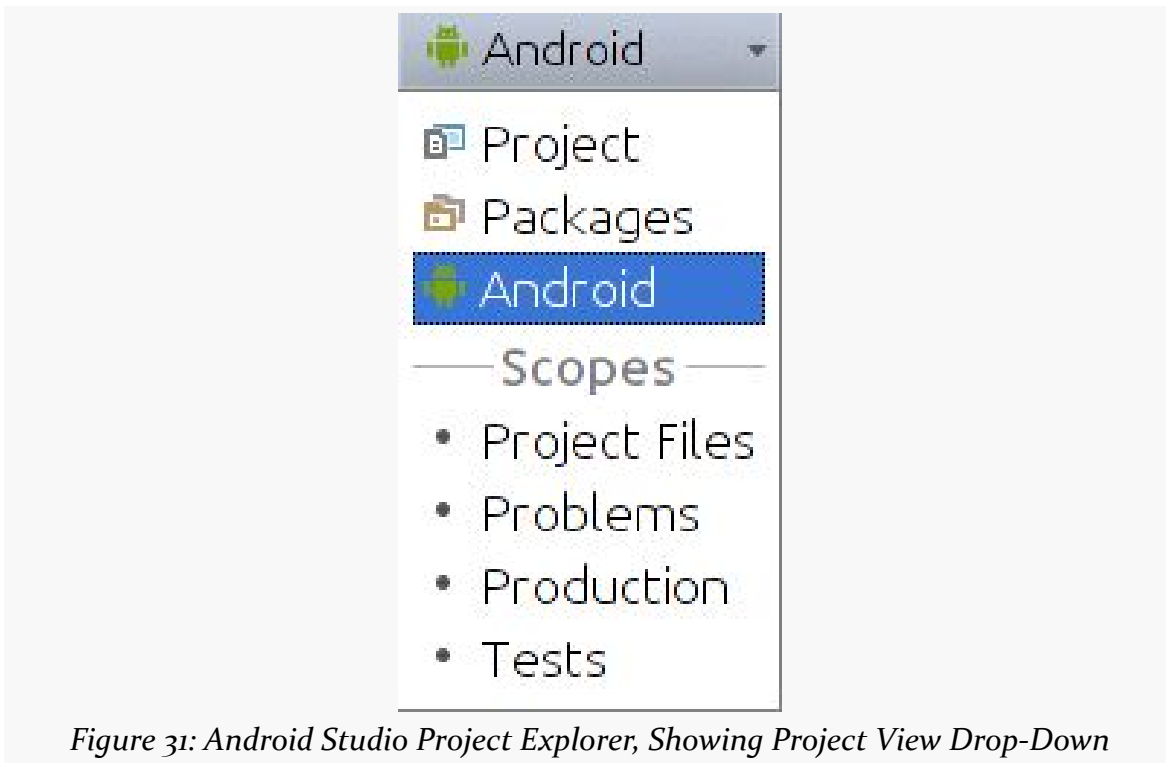 Android
Project
Packages
Android
Scopes
Project Files
Problems
Production
Tests
Figure 31: Android Studio Project Explorer, Showing Project View Drop-Down